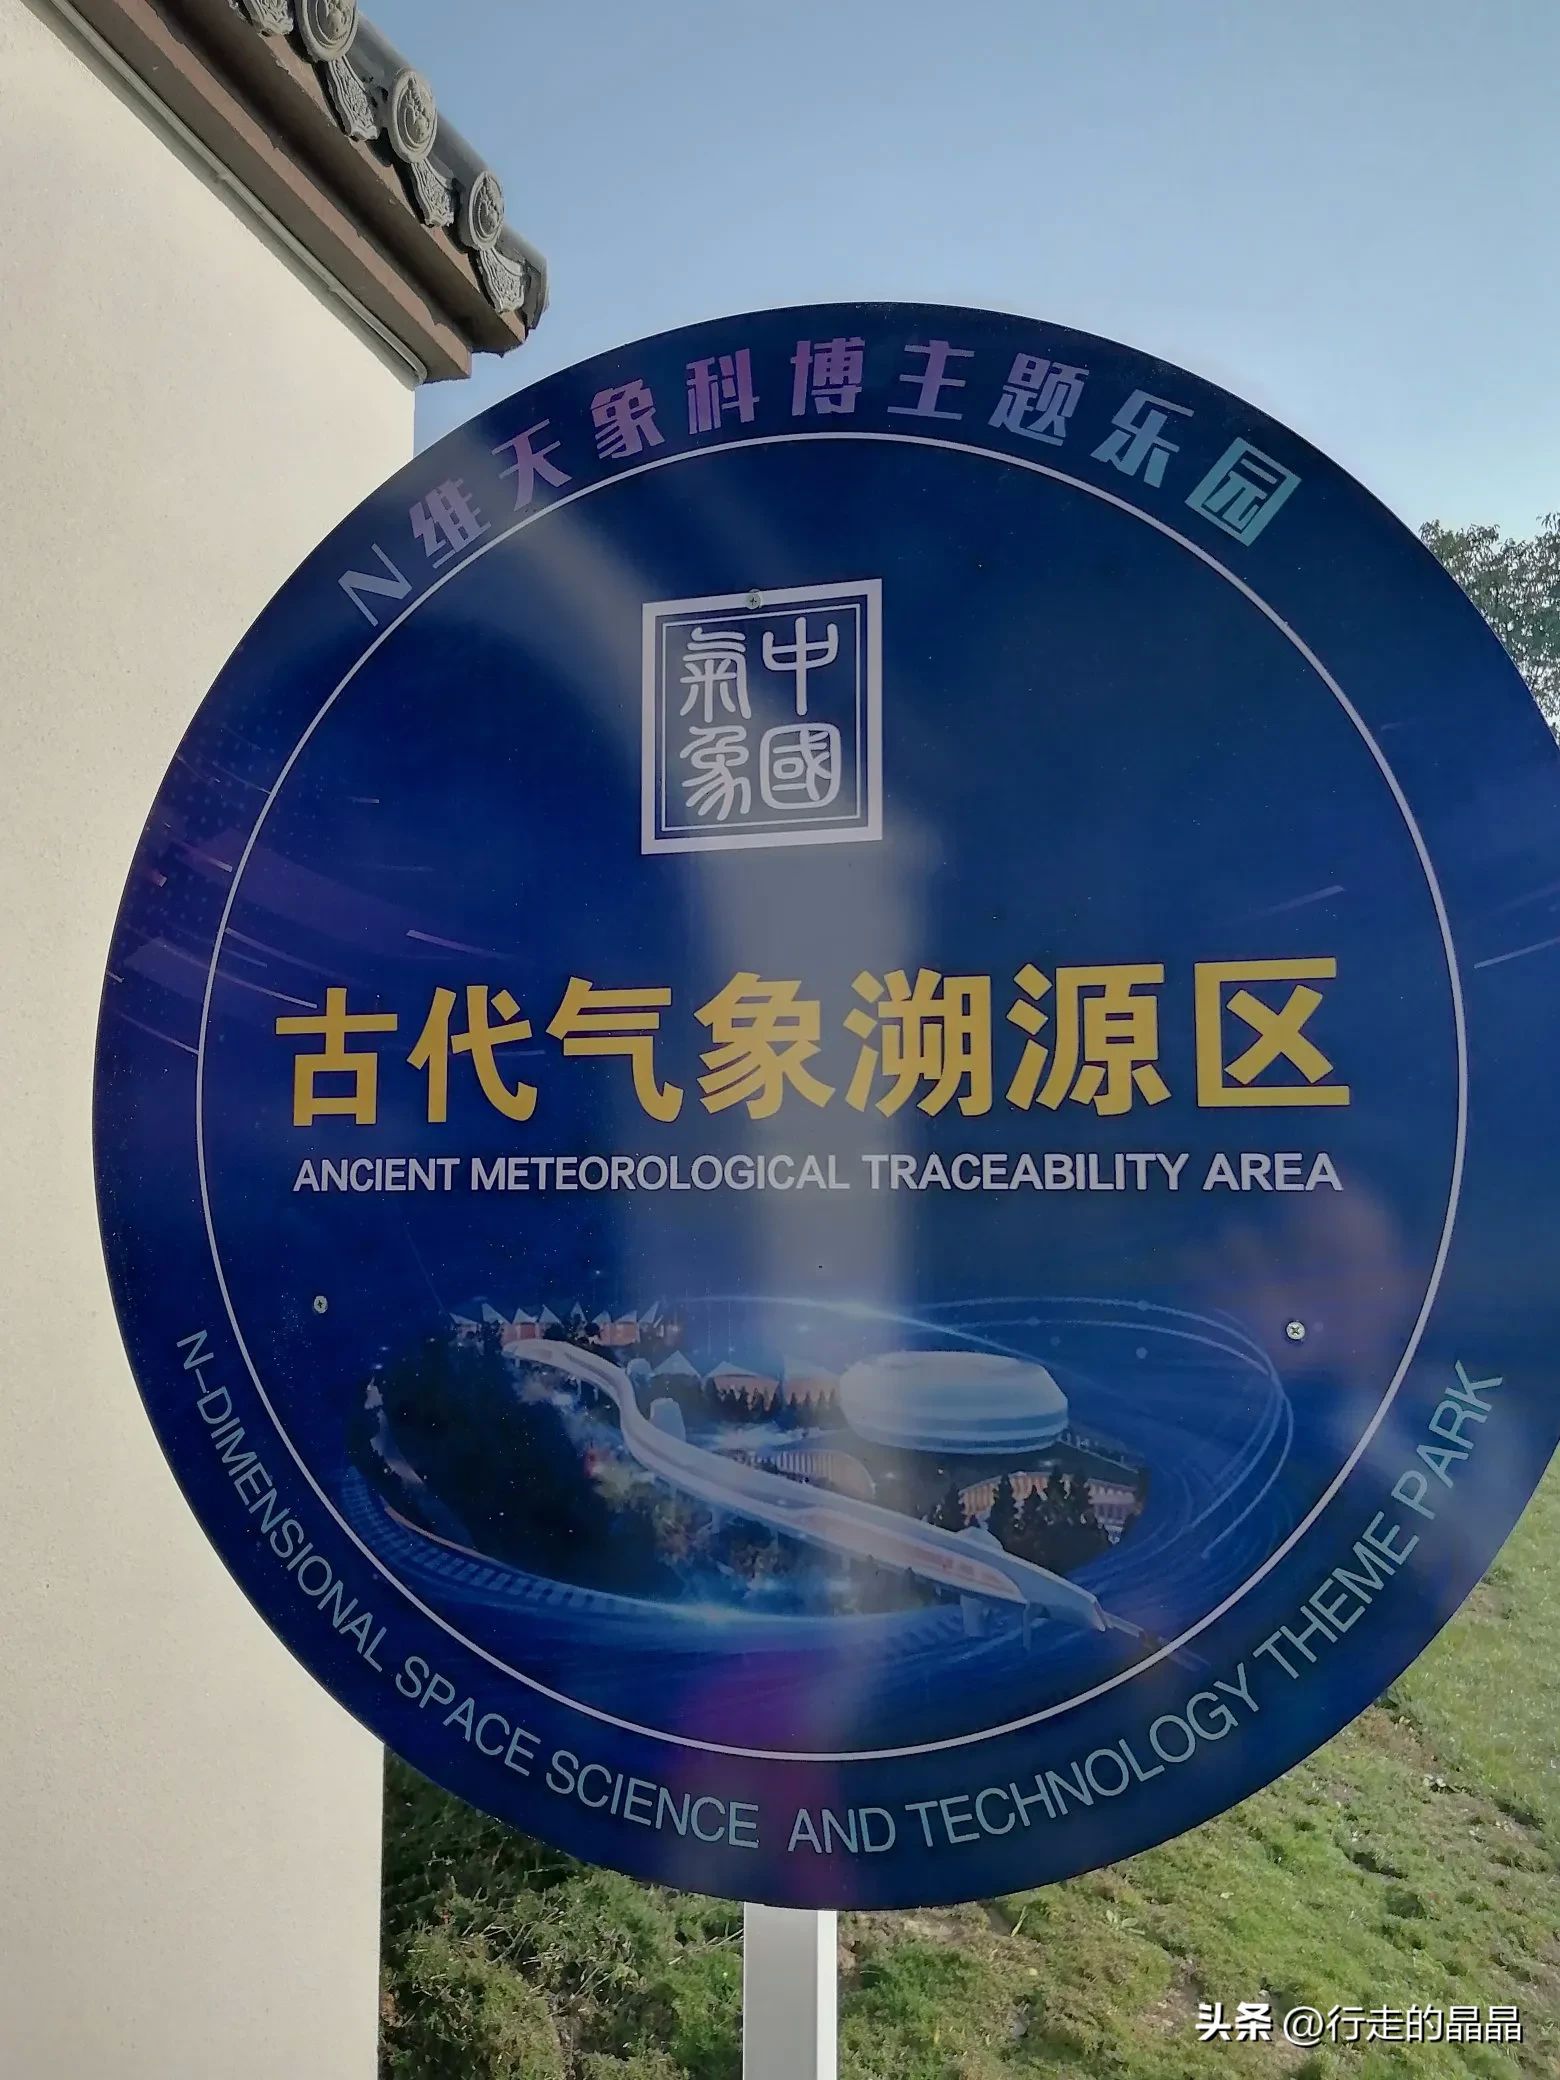 N维天象科博主题乐园
中國
氣象
古代气象溯源区
ANCIENT METEOROLOGICAL TRACEABILITY AREA
N-DIMENSIONAL SPACE SCIENCE AND TECHNOLOGY THEME PARK
头条 @行走的晶晶